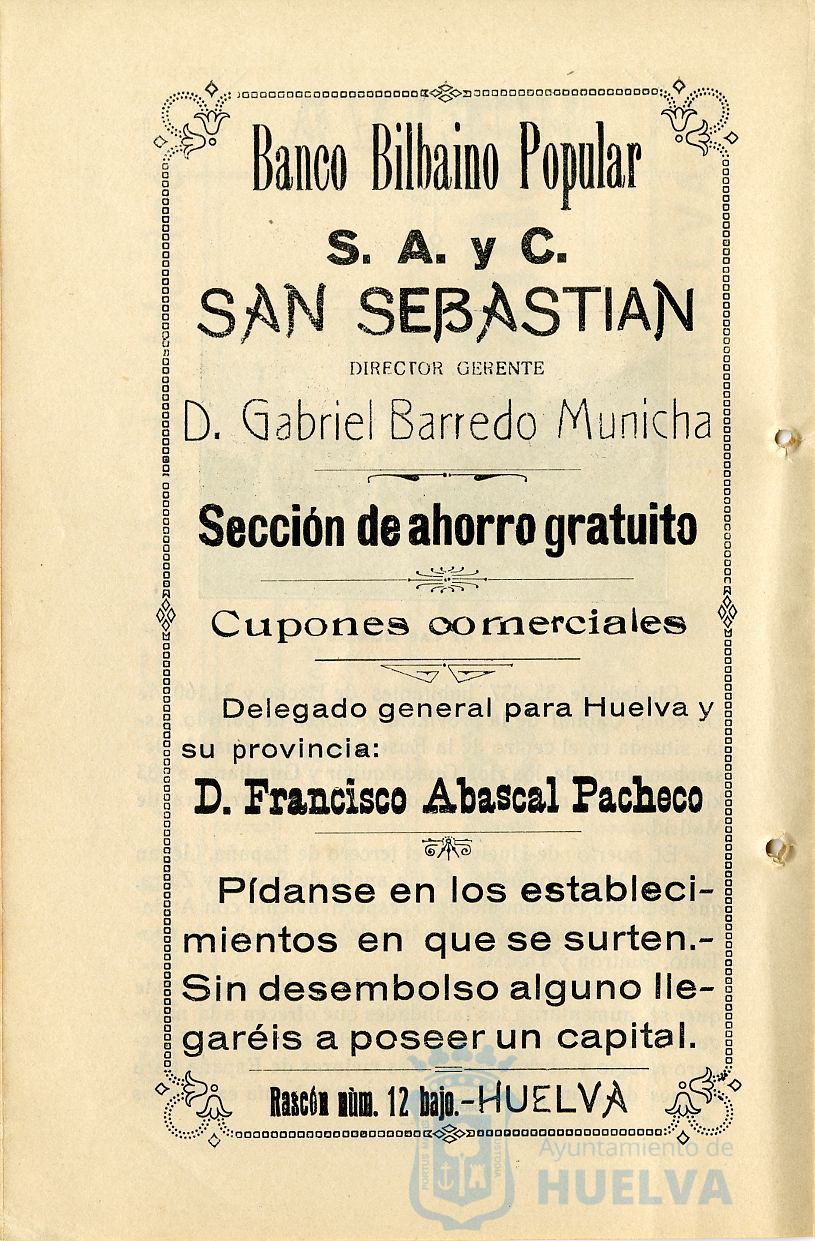 Banco Bilbaino Popular
S. A. y C.
SAN SEBASTIAN
DIRECTOR GERENTE
D. Gabriel Barredo Municha
Sección de ahorro gratuito
Cupones comerciales
Delegado general para Huelva y
su provincia:
D. Francisco Abascal Pacheco
Pídanse en los estableci-
mientos en que se surten.-
Sin desembolso alguno lle-
garéis a poseer un capital.
Rascón nùm. 12 bajo.-HUELVA
Ayuntamiento de
HUELVA